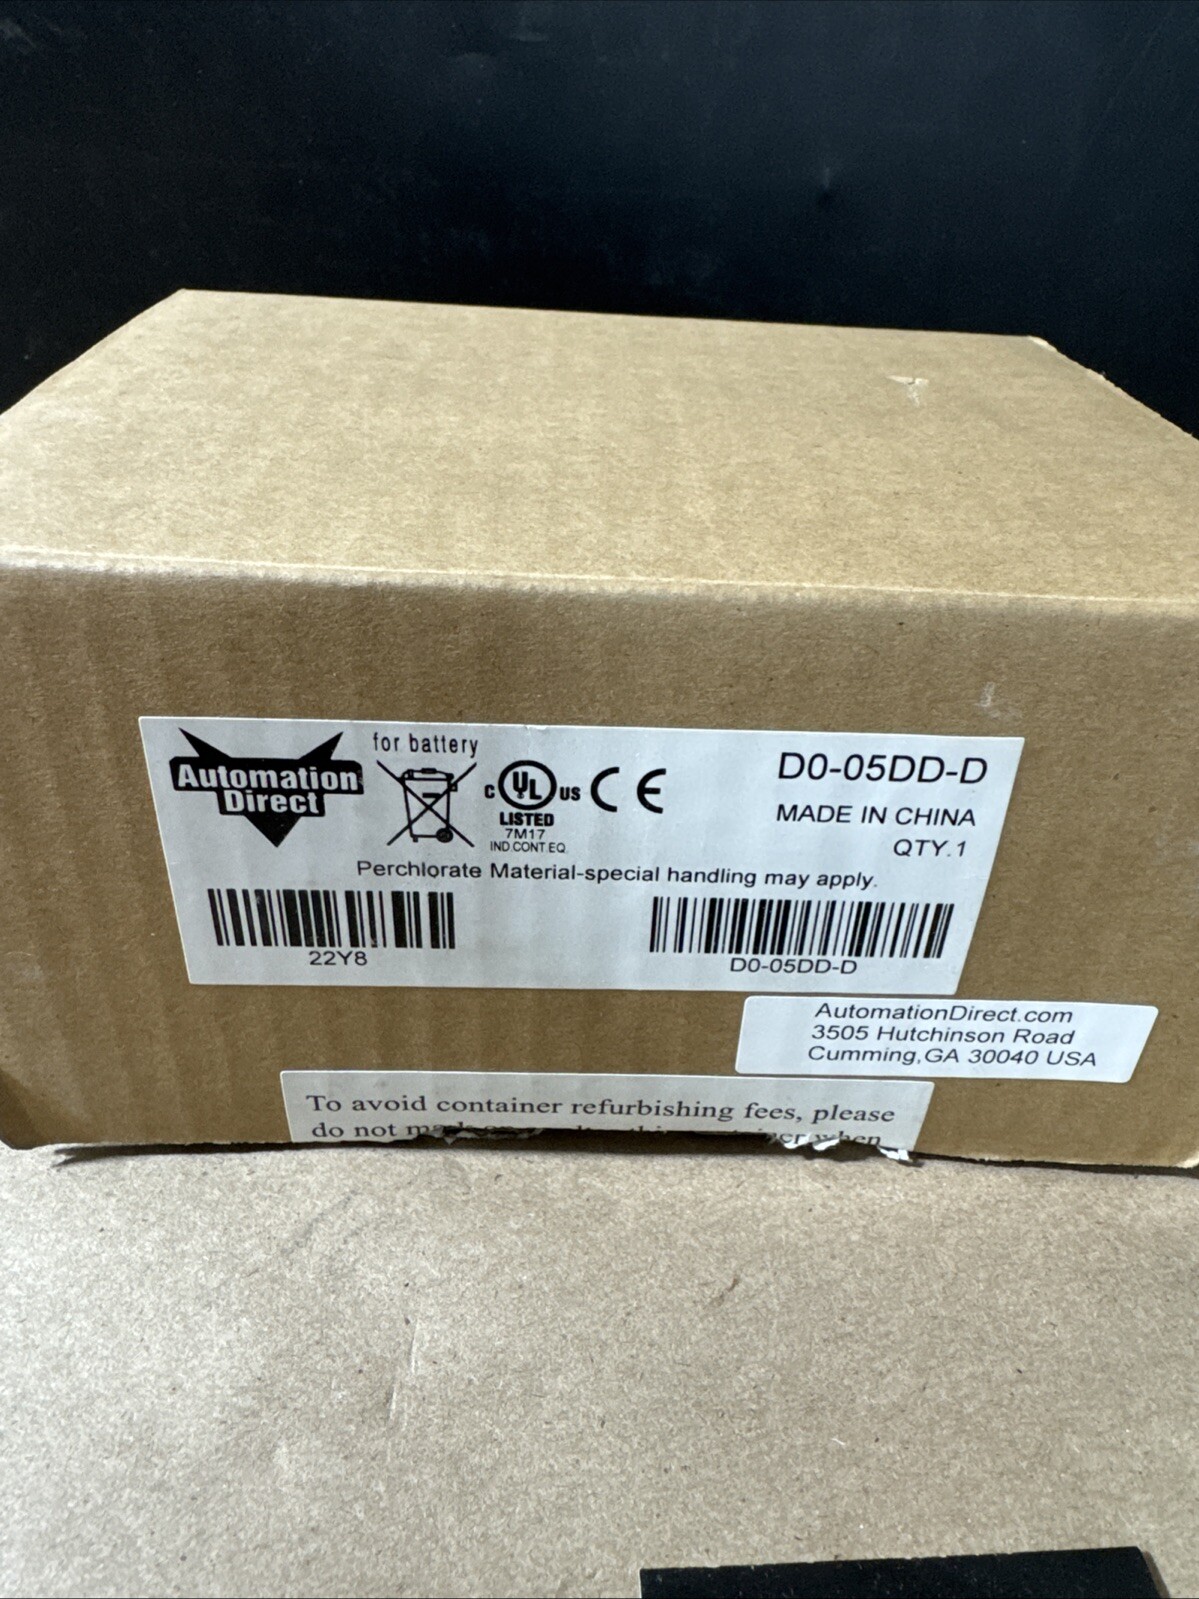 Automation
Direct
for battery
C UL US CE
LISTED
7M17
IND.CONT.EQ.
D0-05DD-D
MADE IN CHINA
QTY.1
Perchlorate Material-special handling may apply.
22Y8
D0-05DD-D
AutomationDirect.com
3505 Hutchinson Road
Cumming,GA 30040 USA
To avoid container refurbishing fees, please
do not when